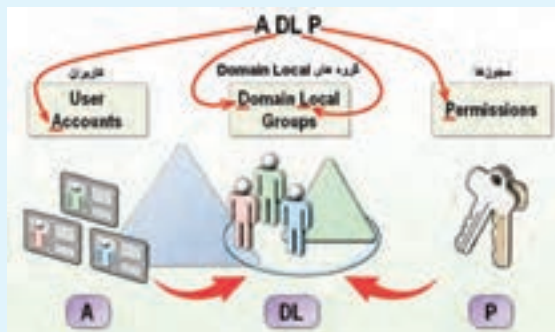 A DL P
کاربران
گروه های Domain Local
مجوزها
User
Accounts
Domain Local
Groups
Permissions
A
DL
P